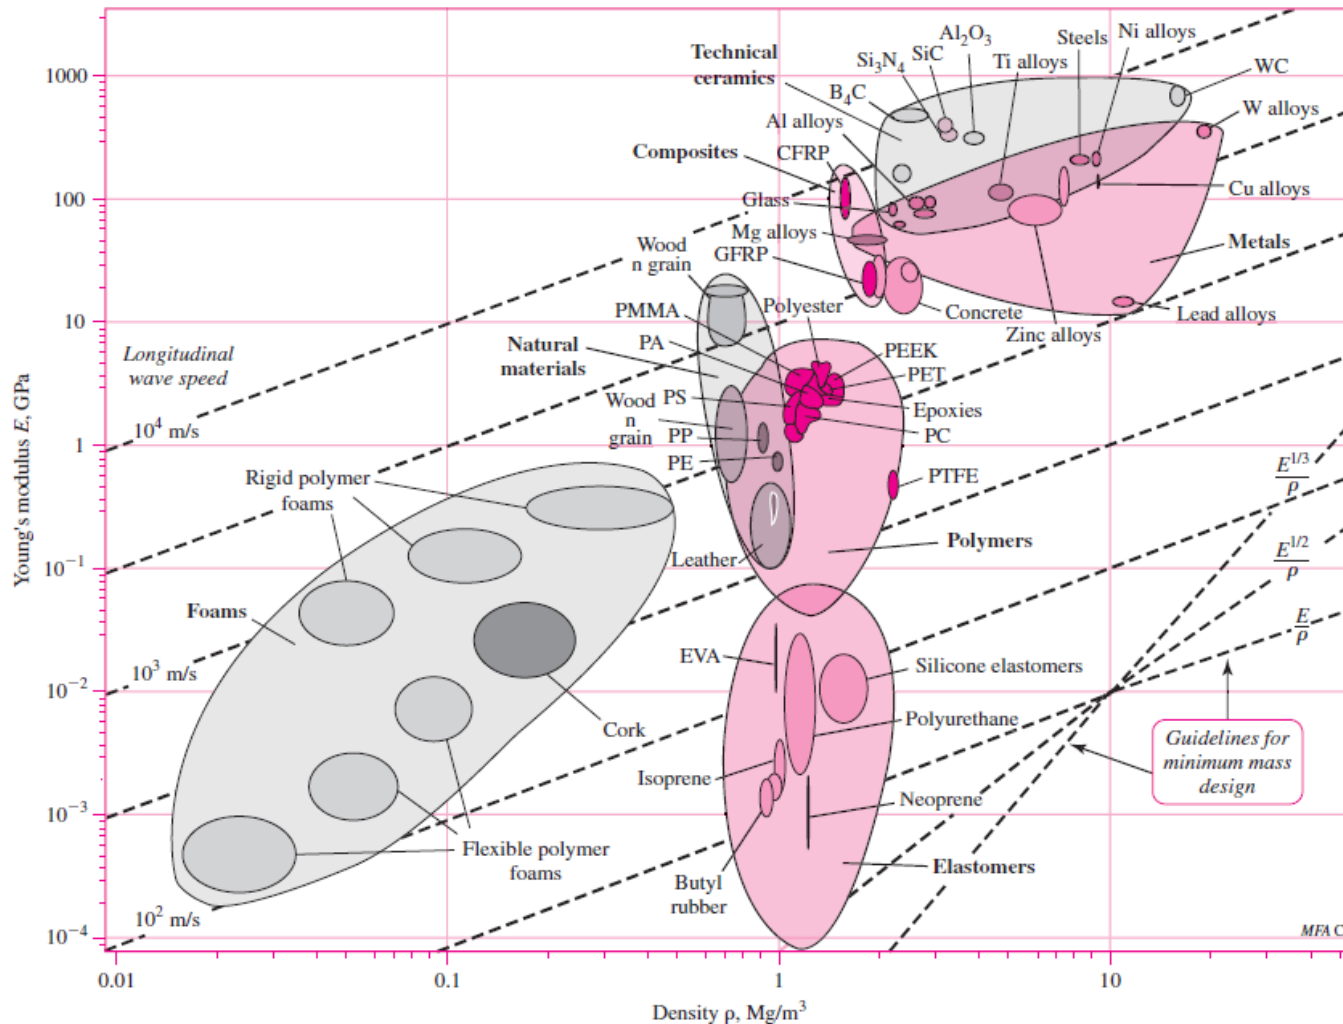 Technical
ceramics
Composites
Al alloys
B₄C
Si₃N₄
SiC
Al₂O₃
Ti alloys
Steels
Ni alloys
WC
W alloys
CFRP
Glass
Mg alloys
GFRP
Cu alloys
Metals
Lead alloys
Zinc alloys
Concrete
Wood
n grain
PMMA
Polyester
PA
PEEK
PET
Natural
materials
Wood
n
grain
PS
Epoxies
PP
PC
PE
PTFE
Leather
Polymers
Longitudinal
wave speed
10⁴ m/s
Rigid polymer
foams
Foams
10³ m/s
EVA
Silicone elastomers
Cork
Polyurethane
Isoprene
Neoprene
Flexible polymer
foams
Butyl
rubber
Elastomers
10² m/s
E^{1/3}
ρ
E^{1/2}
ρ
E
ρ
Guidelines for
minimum mass
design
MFA C
Young's modulus E, GPa
1000
100
10
1
10⁻¹
10⁻²
10⁻³
10⁻⁴
0.01
0.1
1
10
Density ρ, Mg/m³